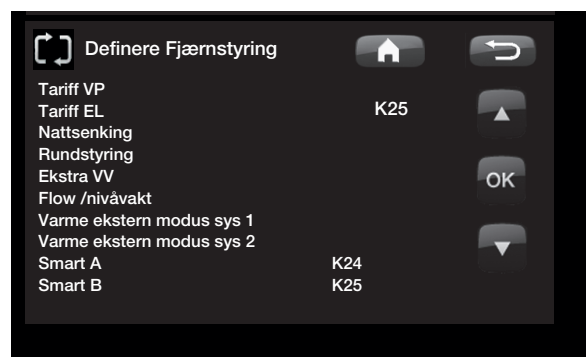 Definere Fjærnstyring
Tariff VP
Tariff EL K25
Nattsenking
Rundstyring
Ekstra VV
OK
Flow /nivåvakt
Varme ekstern modus sys 1
Varme ekstern modus sys 2
Smart A K24
Smart B K25